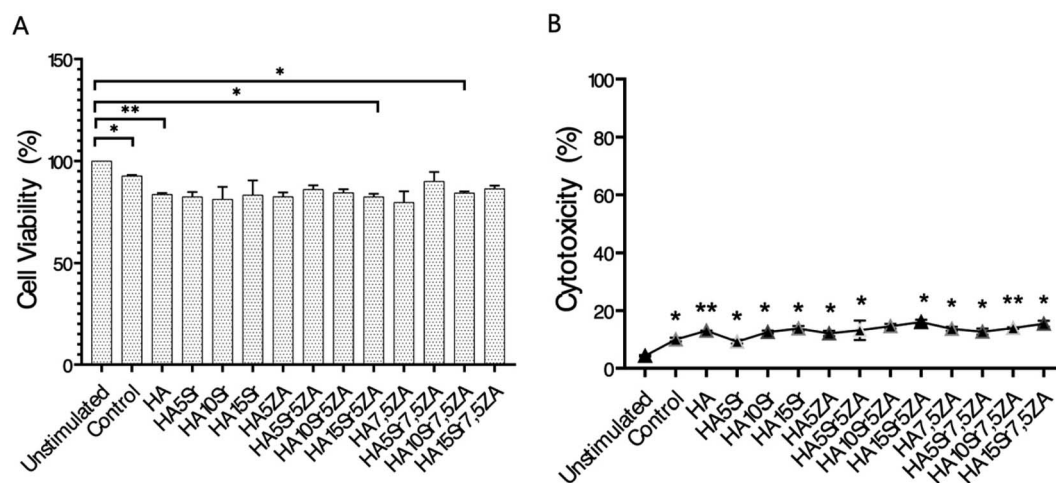 A
Cell Viability (%)
150
100
50
0
*
*
**
*
Unstimulated
Control
HA
HA5Sr
HA10Sr
HA15Sr
HA5ZA
HA5Sr5ZA
HA10Sr5ZA
HA15Sr5ZA
HA7,5ZA
HA5Sr7,5ZA
HA10Sr7,5ZA
HA15Sr7,5ZA
B
Cytotoxicity (%)
100
80
60
40
20
0
* ** * * * * * * * * ** *
Unstimulated
Control
HA
HA5Sr
HA10Sr
HA15Sr
HA5ZA
HA5Sr5ZA
HA10Sr5ZA
HA15Sr5ZA
HA7,5ZA
HA5Sr7,5ZA
HA10Sr7,5ZA
HA15Sr7,5ZA